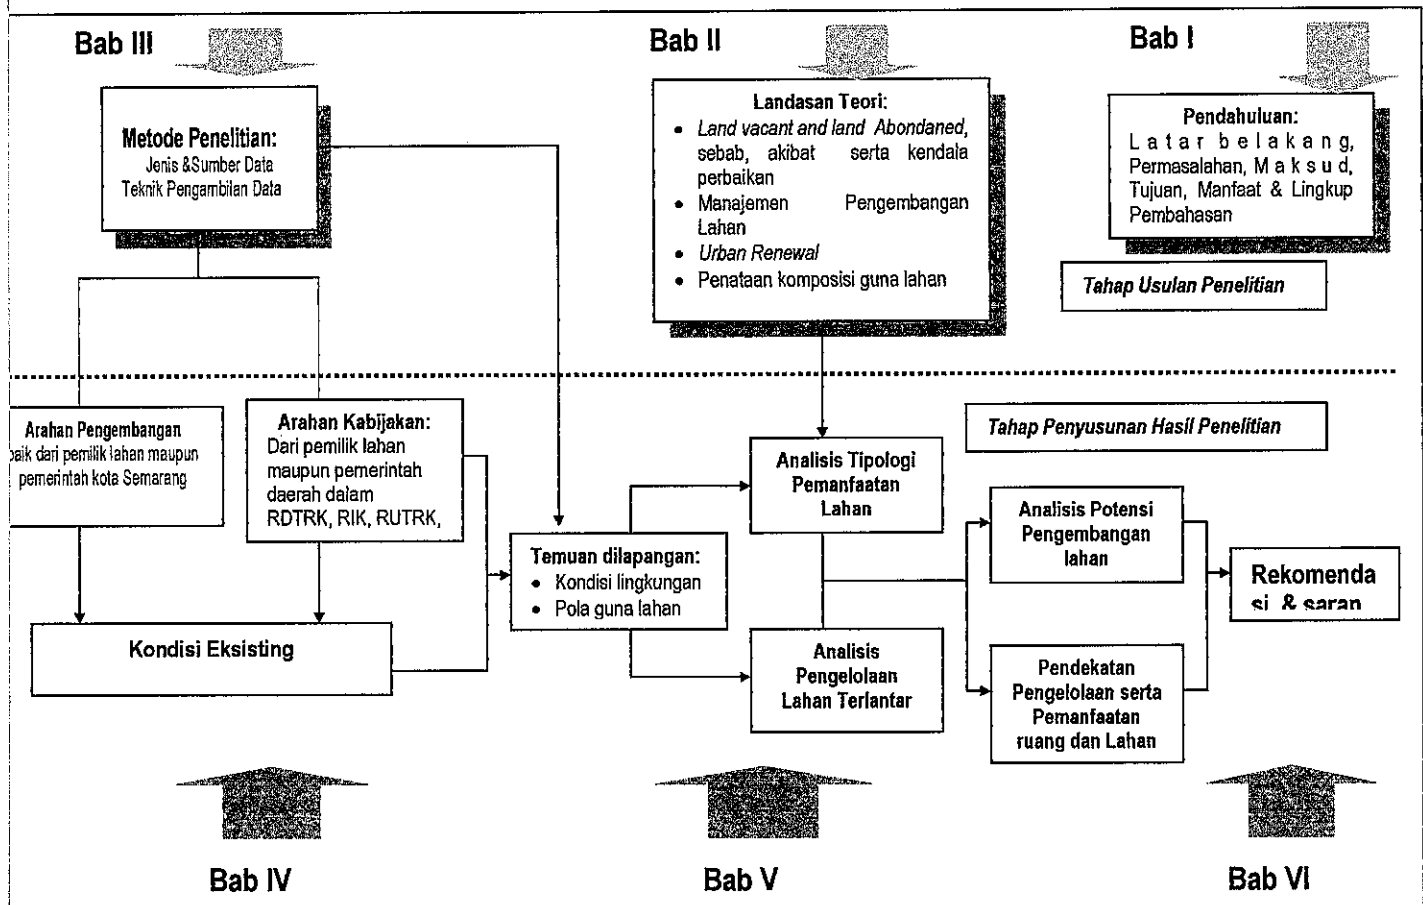 Bab III
Metode Penelitian:
Jenis &Sumber Data
Teknik Pengambilan Data
Bab II
Landasan Teori:
• Land vacant and land Abondaned,
sebab, akibat serta kendala
perbaikan
• Manajemen Pengembangan
Lahan
• Urban Renewal
• Penataan komposisi guna lahan
Bab I
Pendahuluan:
Latar belakang,
Permasalahan, Maksud,
Tujuan, Manfaat & Lingkup
Pembahasan
Tahap Usulan Penelitian
Arahan Pengembangan
baik dari pemilik lahan maupun
pemerintah kota Semarang
Arahan Kabijakan:
Dari pemilik lahan
maupun pemerintah
daerah dalam
RDTRK, RIK, RUTRK,
Kondisi Eksisting
Temuan dilapangan:
• Kondisi lingkungan
• Pola guna lahan
Analisis Tipologi
Pemanfaatan
Lahan
Analisis
Pengelolaan
Lahan Terlantar
Tahap Penyusunan Hasil Penelitian
Analisis Potensi
Pengembangan
lahan
Pendekatan
Pengelolaan serta
Pemanfaatan
ruang dan Lahan
Rekomenda
si & saran
Bab IV
Bab V
Bab VI